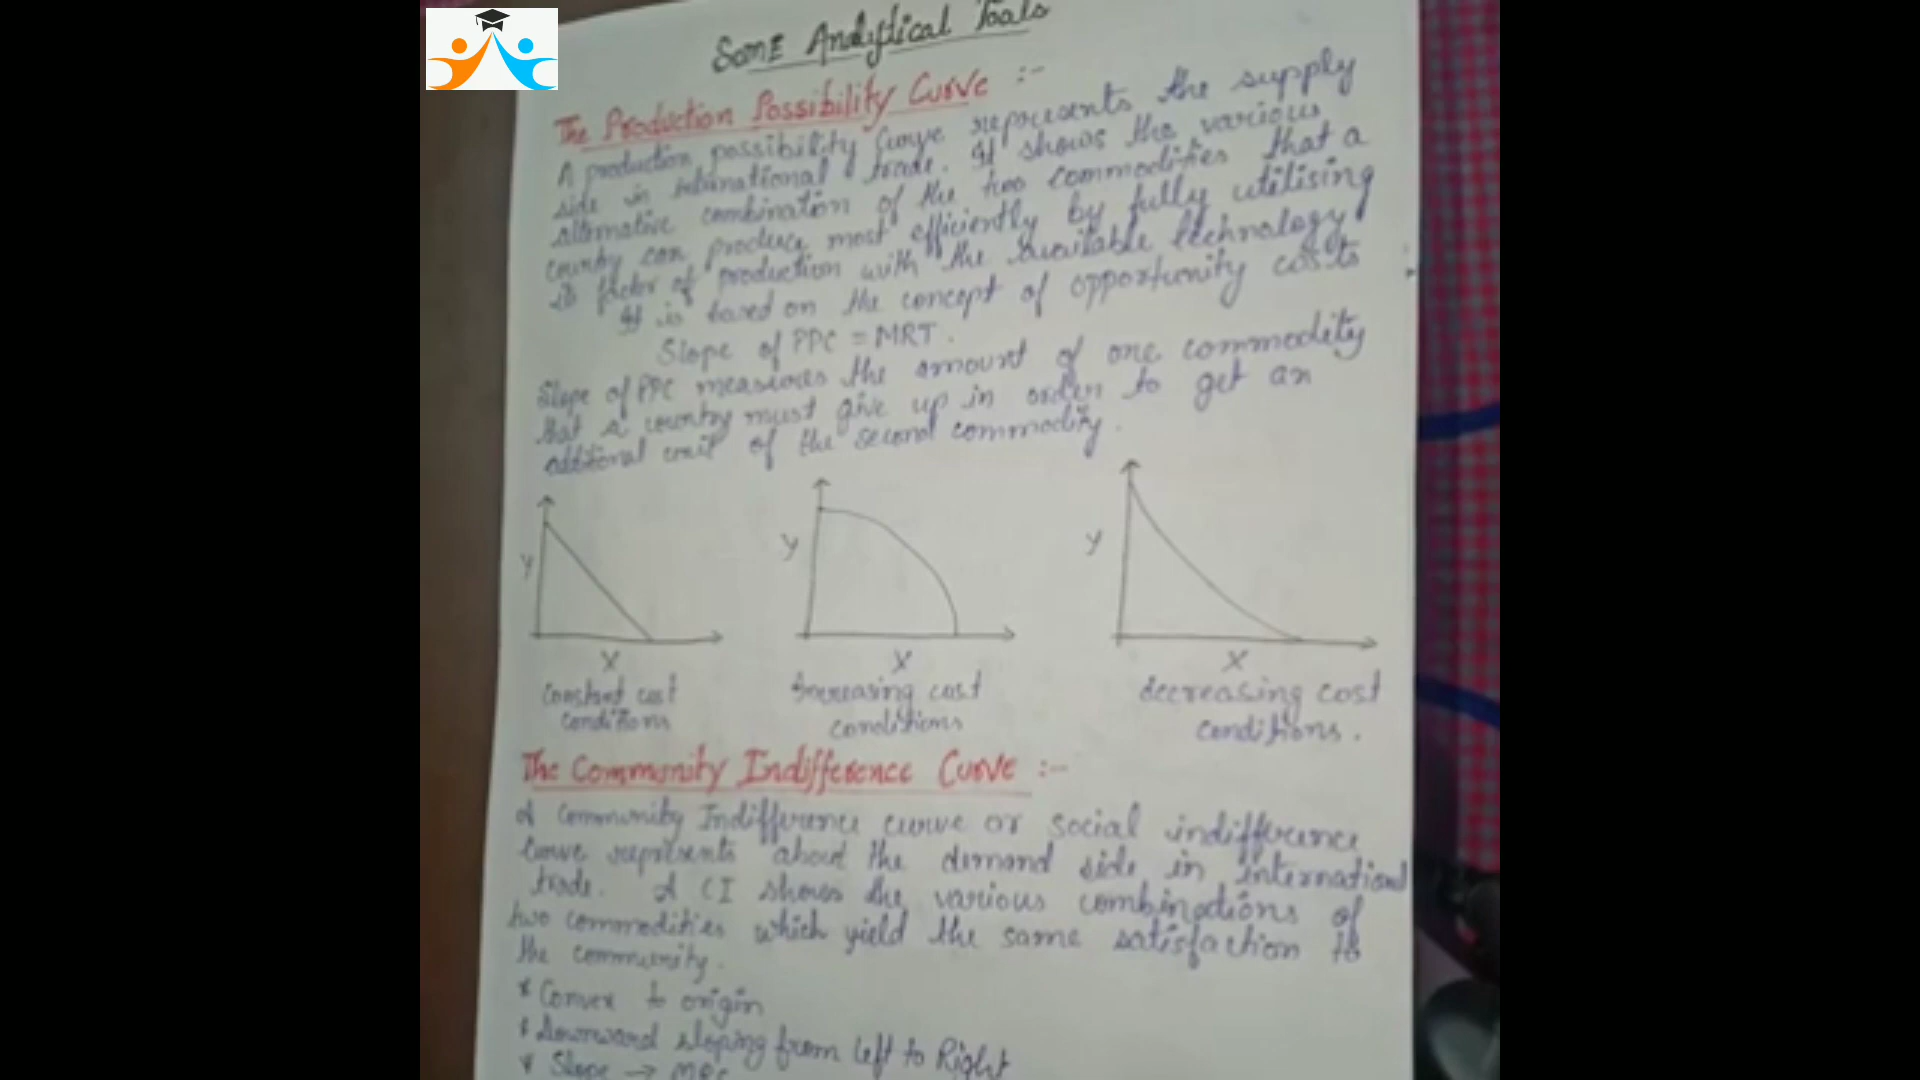 Some Analytical Tools
The Production Possibility Curve :-
A production possibility curve represents the supply
side in international trade. It shows the various
alternative combination of the two commodities that a
country can produce most efficiently by fully utilising
its factor of production with the available technology
It is based on the concept of opportunity costs
Slope of PPC = MRT.
Slope of PPC measures the amount of one commodity
that a country must give up in order to get an
additional unit of the second commodity.
Y
Y
Y
X
X
X
constant cost
conditions
Increasing cost
conditions
decreasing cost
conditions.
The Community Indifference Curve :-
A Community Indifference curve or social indifference
curve represents about the demand side in international
trade. A CI shows the various combinations of
two commodities which yield the same satisfaction to
the community.
* Convex to origin
* Downward sloping from left to Right
* Slope →